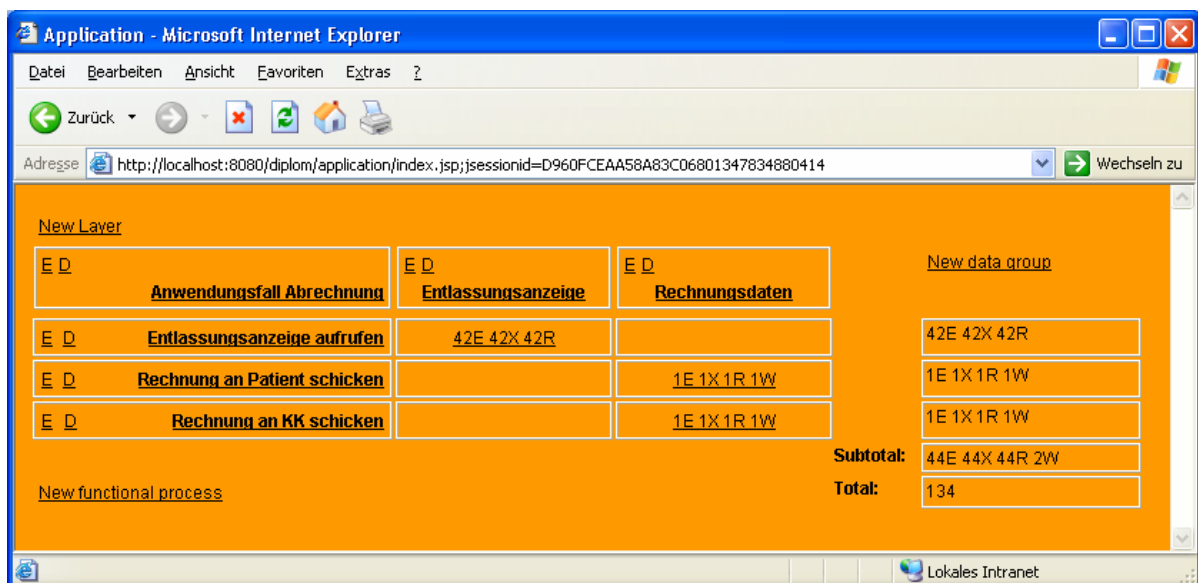 Application - Microsoft Internet Explorer
Datei Bearbeiten Ansicht Favoriten Extras ?
Zurück
Adresse http://localhost:8080/diplom/application/index.jsp;jsessionid=D960FCEAA58A83C06801347834880414 Wechseln zu
New Layer
E D E D E D New data group
Anwendungsfall Abrechnung Entlassungsanzeige Rechnungsdaten
E D Entlassungsanzeige aufrufen 42E 42X 42R 42E 42X 42R
E D Rechnung an Patient schicken 1E 1X 1R 1W 1E 1X 1R 1W
E D Rechnung an KK schicken 1E 1X 1R 1W 1E 1X 1R 1W
Subtotal: 44E 44X 44R 2W
New functional process Total: 134
Lokales Intranet